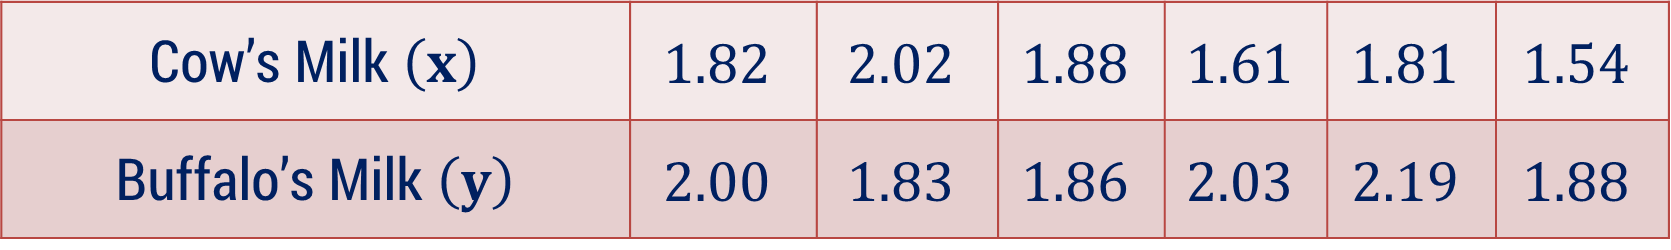 Cow's Milk (x) 1.82 2.02 1.88 1.61 1.81 1.54
Buffalo's Milk (y) 2.00 1.83 1.86 2.03 2.19 1.88